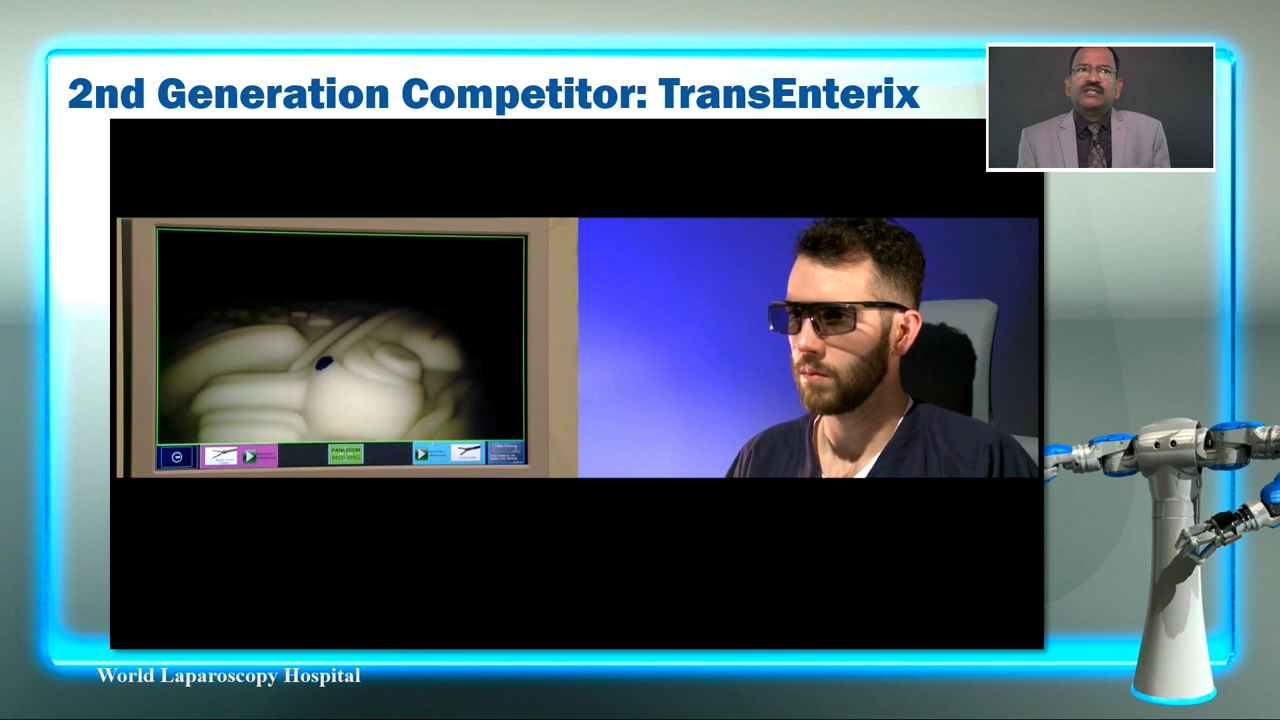 2nd Generation Competitor: TransEnterix
PAN/ZOOM
MOVING
World Laparoscopy Hospital